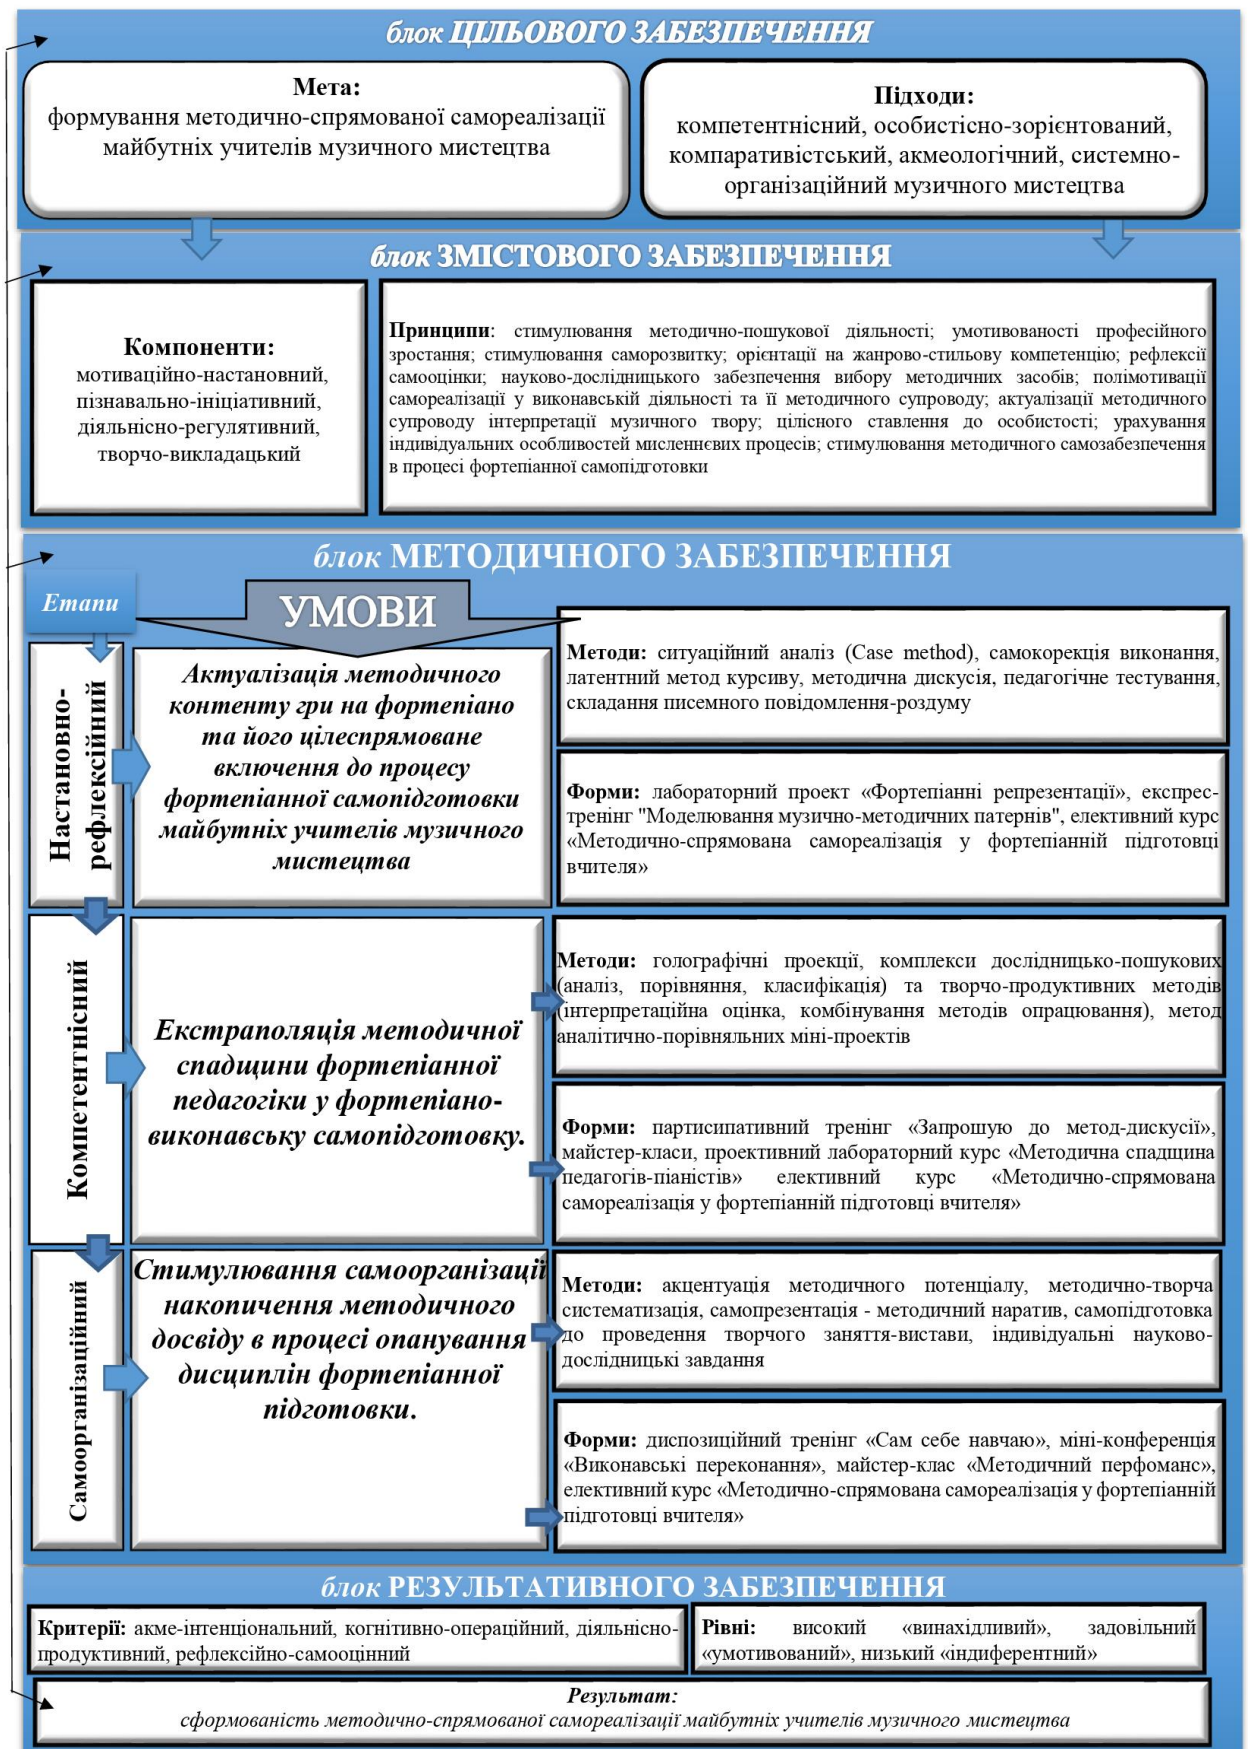 блок ЦІЛЬОВОГО ЗАБЕЗПЕЧЕННЯ
Мета:
формування методично-спрямованої самореалізації
майбутніх учителів музичного мистецтва
Підходи:
компетентнісний, особистісно-зорієнтований,
компаративістський, акмеологічний, системно-
організаційний музичного мистецтва
блок ЗМІСТОВОГО ЗАБЕЗПЕЧЕННЯ
Компоненти:
мотиваційно-настановний,
пізнавально-ініціативний,
діяльнісно-регулятивний,
творчо-викладацький
Принципи: стимулювання методично-пошукової діяльності; умотивованості професійного
зростання; стимулювання саморозвитку; орієнтації на жанрово-стильову компетенцію; рефлексії
самооцінки; науково-дослідницького забезпечення вибору методичних засобів; полімотивації
самореалізації у виконавській діяльності та її методичного супроводу; актуалізації методичного
супроводу інтерпретації музичного твору; цілісного ставлення до особистості; урахування
індивідуальних особливостей мисленнєвих процесів; стимулювання методичного самозабезпечення
в процесі фортепіанної самопідготовки
блок МЕТОДИЧНОГО ЗАБЕЗПЕЧЕННЯ
Етапи
УМОВИ
Настановно-
рефлексійний
Актуалізація методичного
контенту гри на фортепіано
та його цілеспрямоване
включення до процесу
фортепіанної самопідготовки
майбутніх учителів музичного
мистецтва
Методи: ситуаційний аналіз (Case method), самокорекція виконання,
латентний метод курсиву, методична дискусія, педагогічне тестування,
складання писемного повідомлення-роздуму
Форми: лабораторний проект «Фортепіанні репрезентації», експрес-
тренінг "Моделювання музично-методичних патернів", елективний курс
«Методично-спрямована самореалізація у фортепіанній підготовці
вчителя»
Компетентнісний
Екстраполяція методичної
спадщини фортепіанної
педагогіки у фортепіано-
виконавську самопідготовку.
Методи: голографічні проекції, комплекси дослідницько-пошукових
(аналіз, порівняння, класифікація) та творчо-продуктивних методів
(інтерпретаційна оцінка, комбінування методів опрацювання), метод
аналітично-порівняльних міні-проектів
Форми: партисипативний тренінг «Запрошую до метод-дискусії»,
майстер-класи, проективний лабораторний курс «Методична спадщина
педагогів-піаністів» елективний курс «Методично-спрямована
самореалізація у фортепіанній підготовці вчителя»
Самоорганізаційний
Стимулювання самоорганізації
накопичення методичного
досвіду в процесі опанування
дисциплін фортепіанної
підготовки.
Методи: акцентуація методичного потенціалу, методично-творча
систематизація, самопрезентація - методичний наратив, самопідготовка
до проведення творчого заняття-вистави, індивідуальні науково-
дослідницькі завдання
Форми: диспозиційний тренінг «Сам себе навчаю», міні-конференція
«Виконавські переконання», майстер-клас «Методичний перфоманс»,
елективний курс «Методично-спрямована самореалізація у фортепіанній
підготовці вчителя»
блок РЕЗУЛЬТАТИВНОГО ЗАБЕЗПЕЧЕННЯ
Критерії: акме-інтенціональний, когнітивно-операційний, діяльнісно-
продуктивний, рефлексійно-самооцінний
Рівні: високий «винахідливий», задовільний
«умотивований», низький «індиферентний»
Результат:
сформованість методично-спрямованої самореалізації майбутніх учителів музичного мистецтва